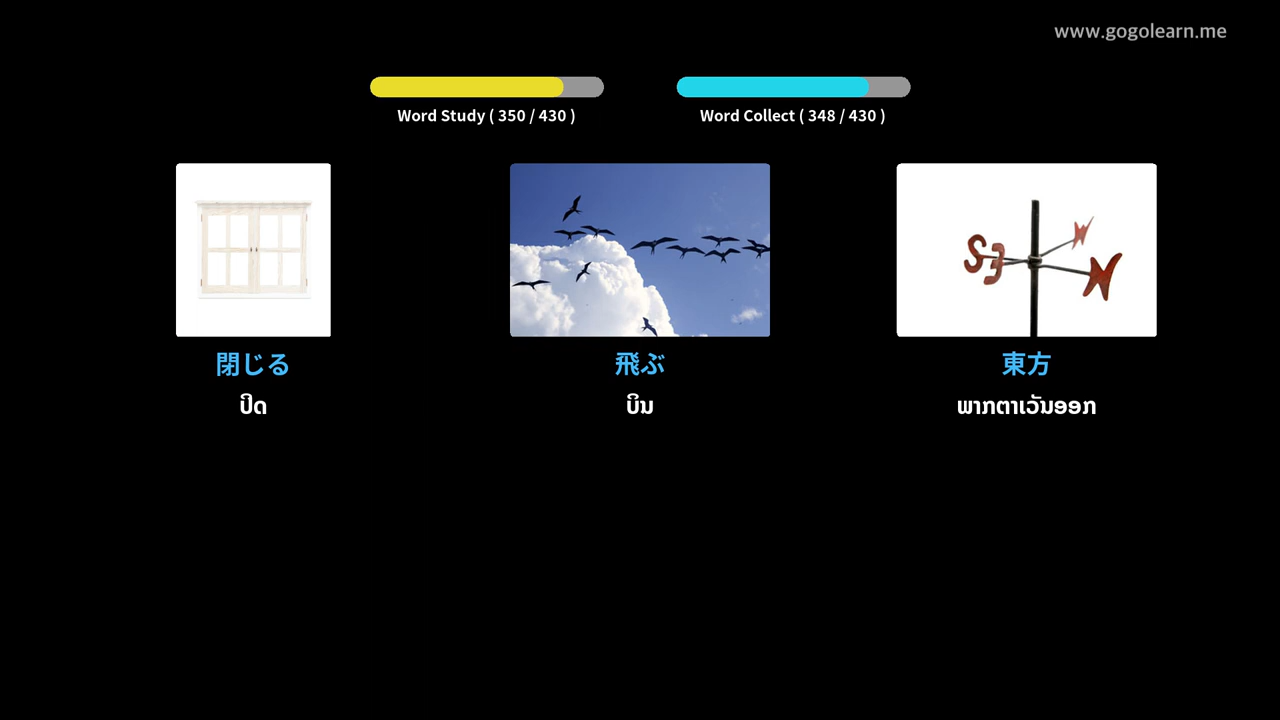 www.gogolearn.me
Word Study ( 350 / 430 )
Word Collect ( 348 / 430 )
閉じる
飛ぶ
東方
ປິດ
ບິນ
ພາກຕາເວັນອອກ
S
E
N
W